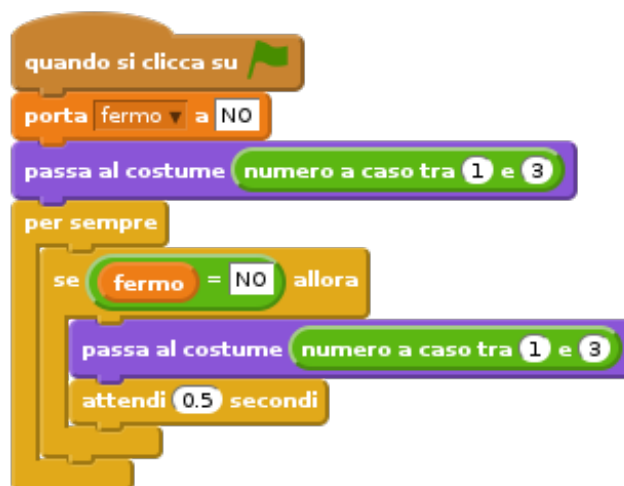 quando si clicca su
porta fermo a NO
passa al costume numero a caso tra 1 e 3
per sempre
se fermo = NO allora
passa al costume numero a caso tra 1 e 3
attendi 0.5 secondi